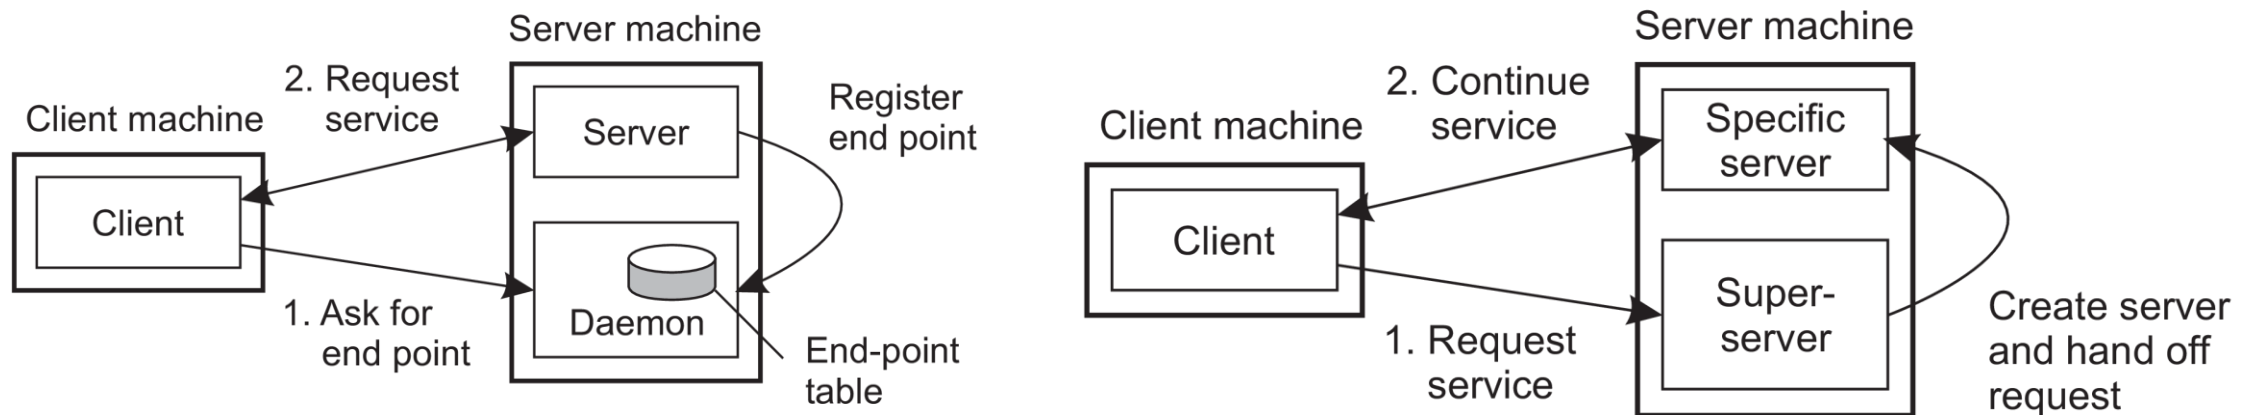 Server machine
2. Request
service
Client machine
Server
Register
end point
Client
Daemon
1. Ask for
end point
End-point
table
Server machine
2. Continue
service
Client machine
Specific
server
Client
Super-
server
1. Request
service
Create server
and hand off
request